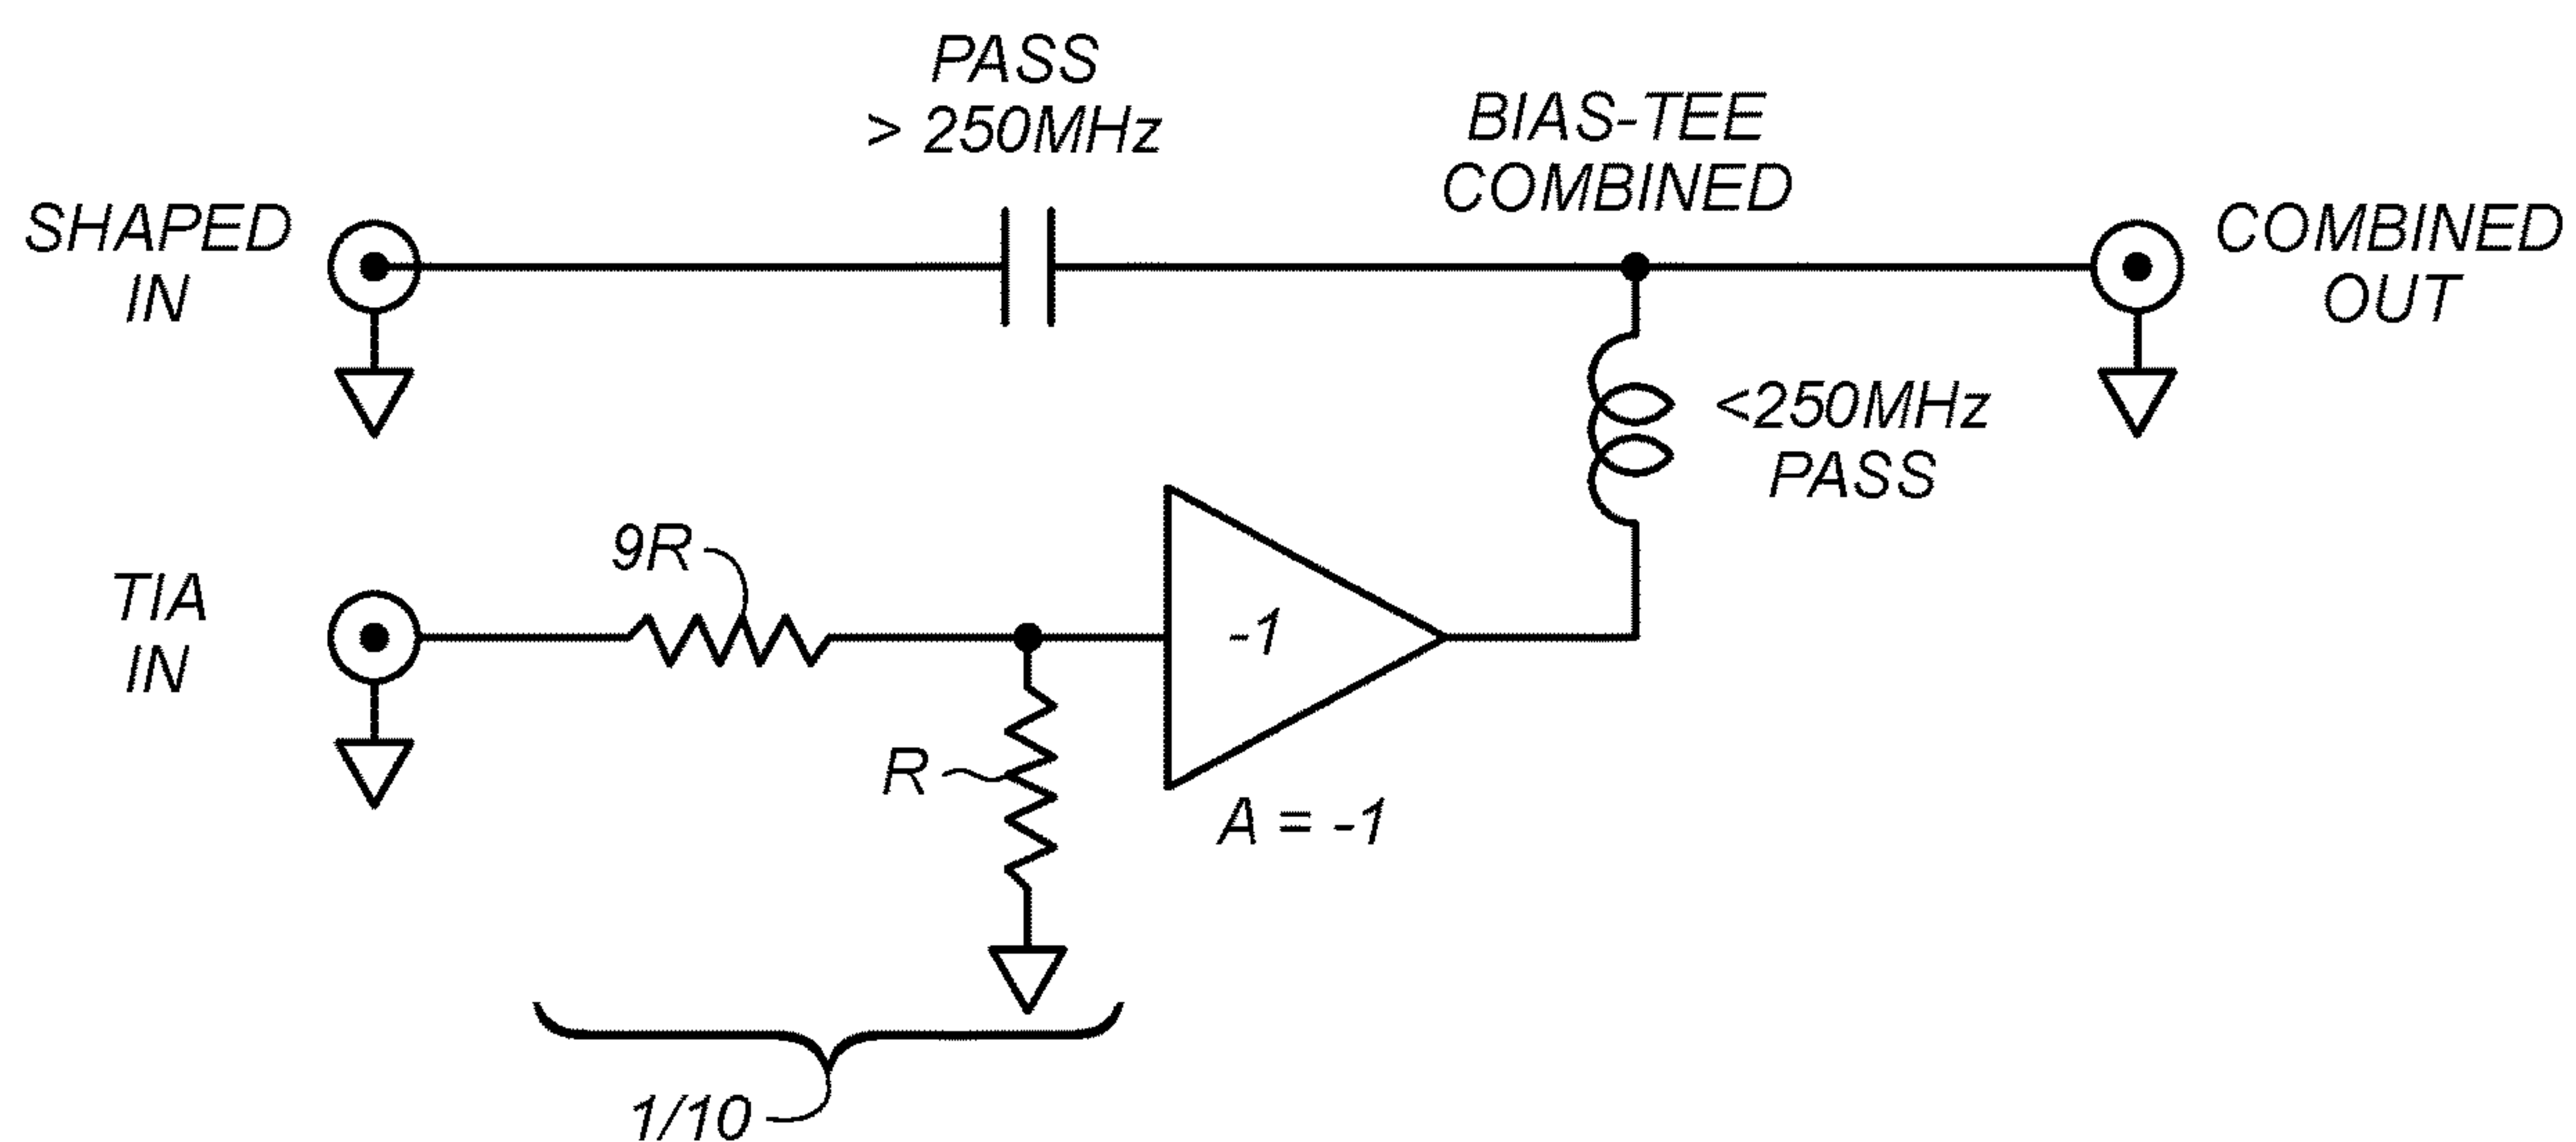 PASS
> 250MHz
BIAS-TEE
COMBINED
SHAPED
IN
COMBINED
OUT
<250MHz
PASS
9R
TIA
IN
-1
R
A = -1
1/10